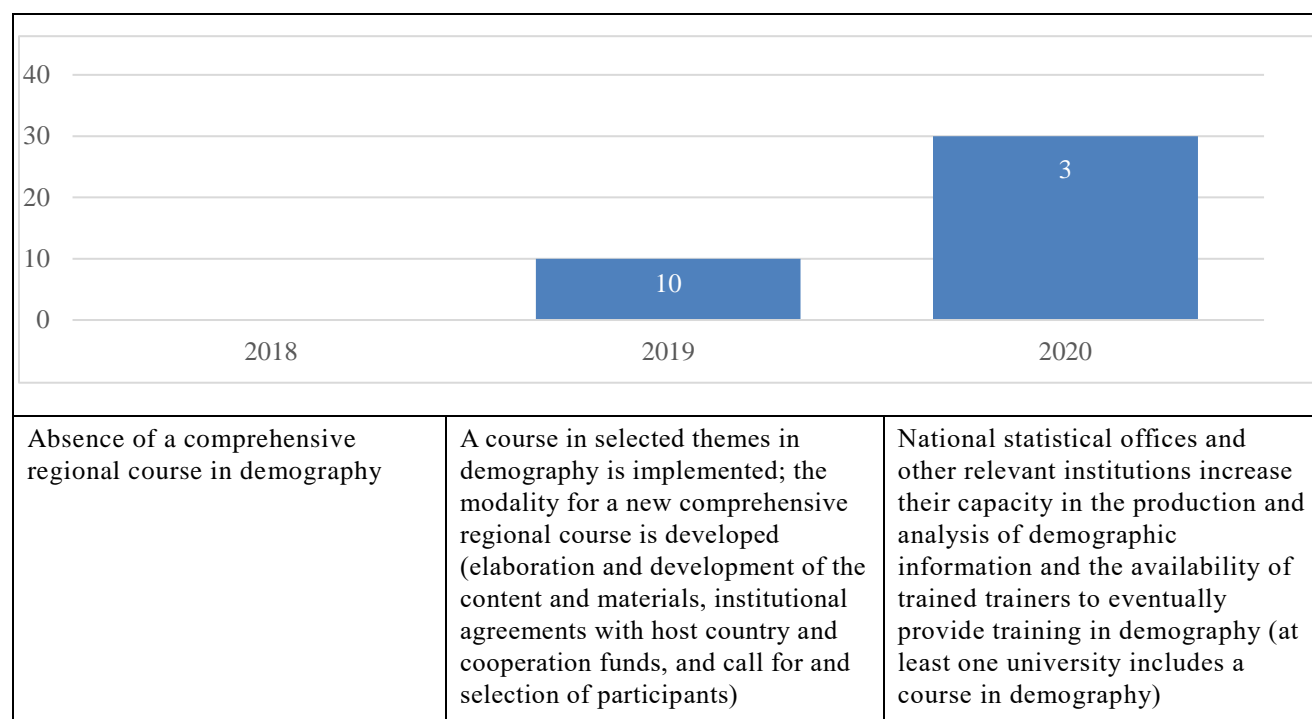 40
30
20
10
0
3
10
2018
2019
2020
Absence of a comprehensive
regional course in demography
A course in selected themes in
demography is implemented; the
modality for a new comprehensive
regional course is developed
(elaboration and development of the
content and materials, institutional
agreements with host country and
cooperation funds, and call for and
selection of participants)
National statistical offices and
other relevant institutions increase
their capacity in the production and
analysis of demographic
information and the availability of
trained trainers to eventually
provide training in demography (at
least one university includes a
course in demography)